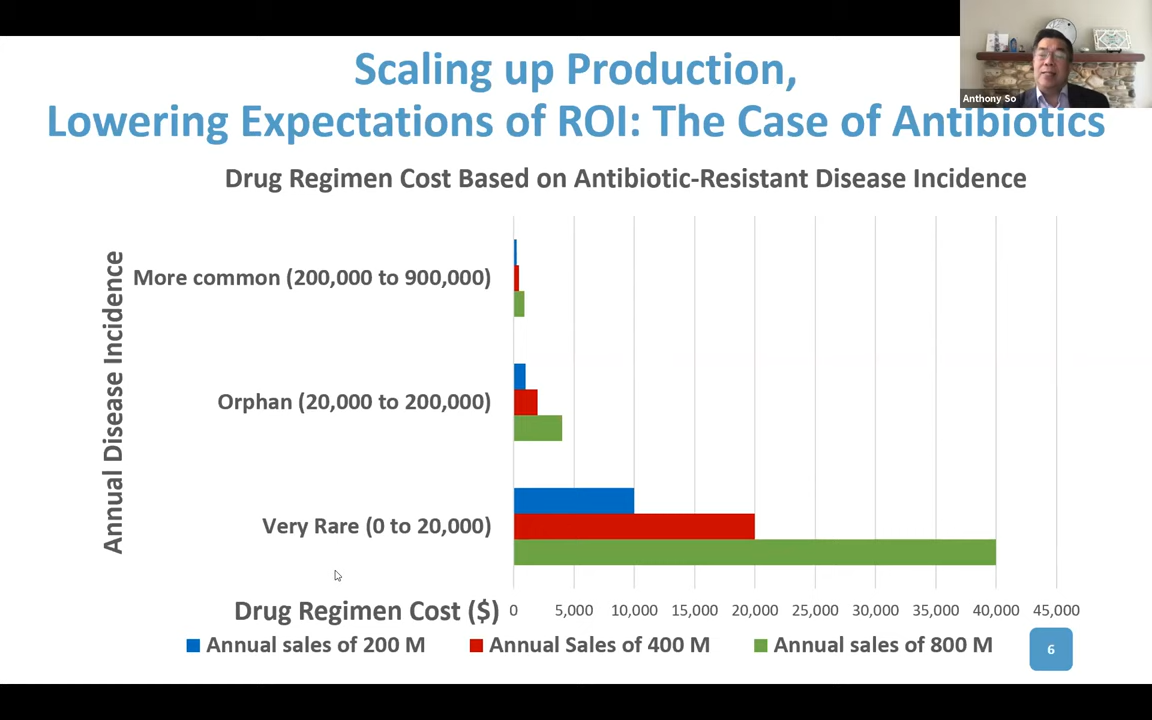 Scaling up Production,
Lowering Expectations of ROI: The Case of Antibiotics
Anthony So
Drug Regimen Cost Based on Antibiotic-Resistant Disease Incidence
Annual Disease Incidence
More common (200,000 to 900,000)
Orphan (20,000 to 200,000)
Very Rare (0 to 20,000)
Drug Regimen Cost ($) 0 5,000 10,000 15,000 20,000 25,000 30,000 35,000 40,000 45,000
Annual sales of 200 M Annual Sales of 400 M Annual sales of 800 M
6